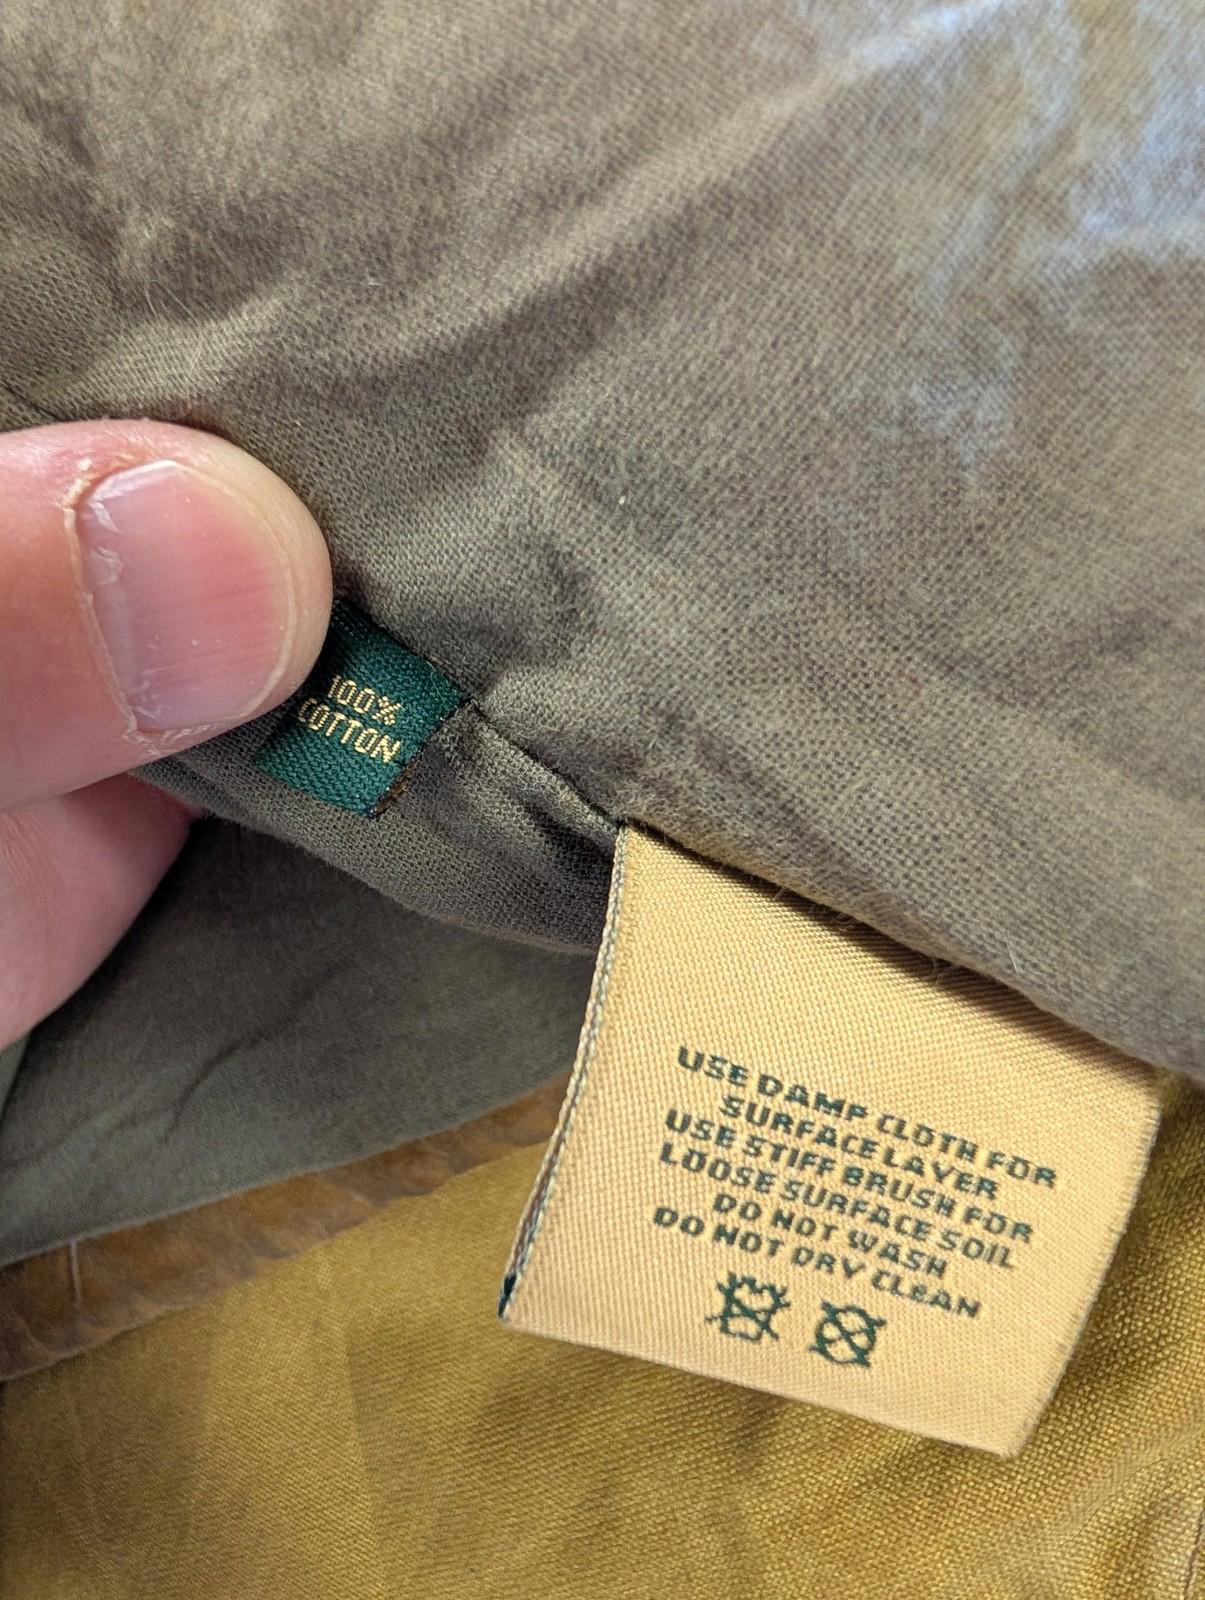 100%
COTTON
USE DAMP CLOTH FOR
SURFACE LAYER
USE STIFF BRUSH FOR
LOOSE SURFACE SOIL
DO NOT WASH
DO NOT DRY CLEAN